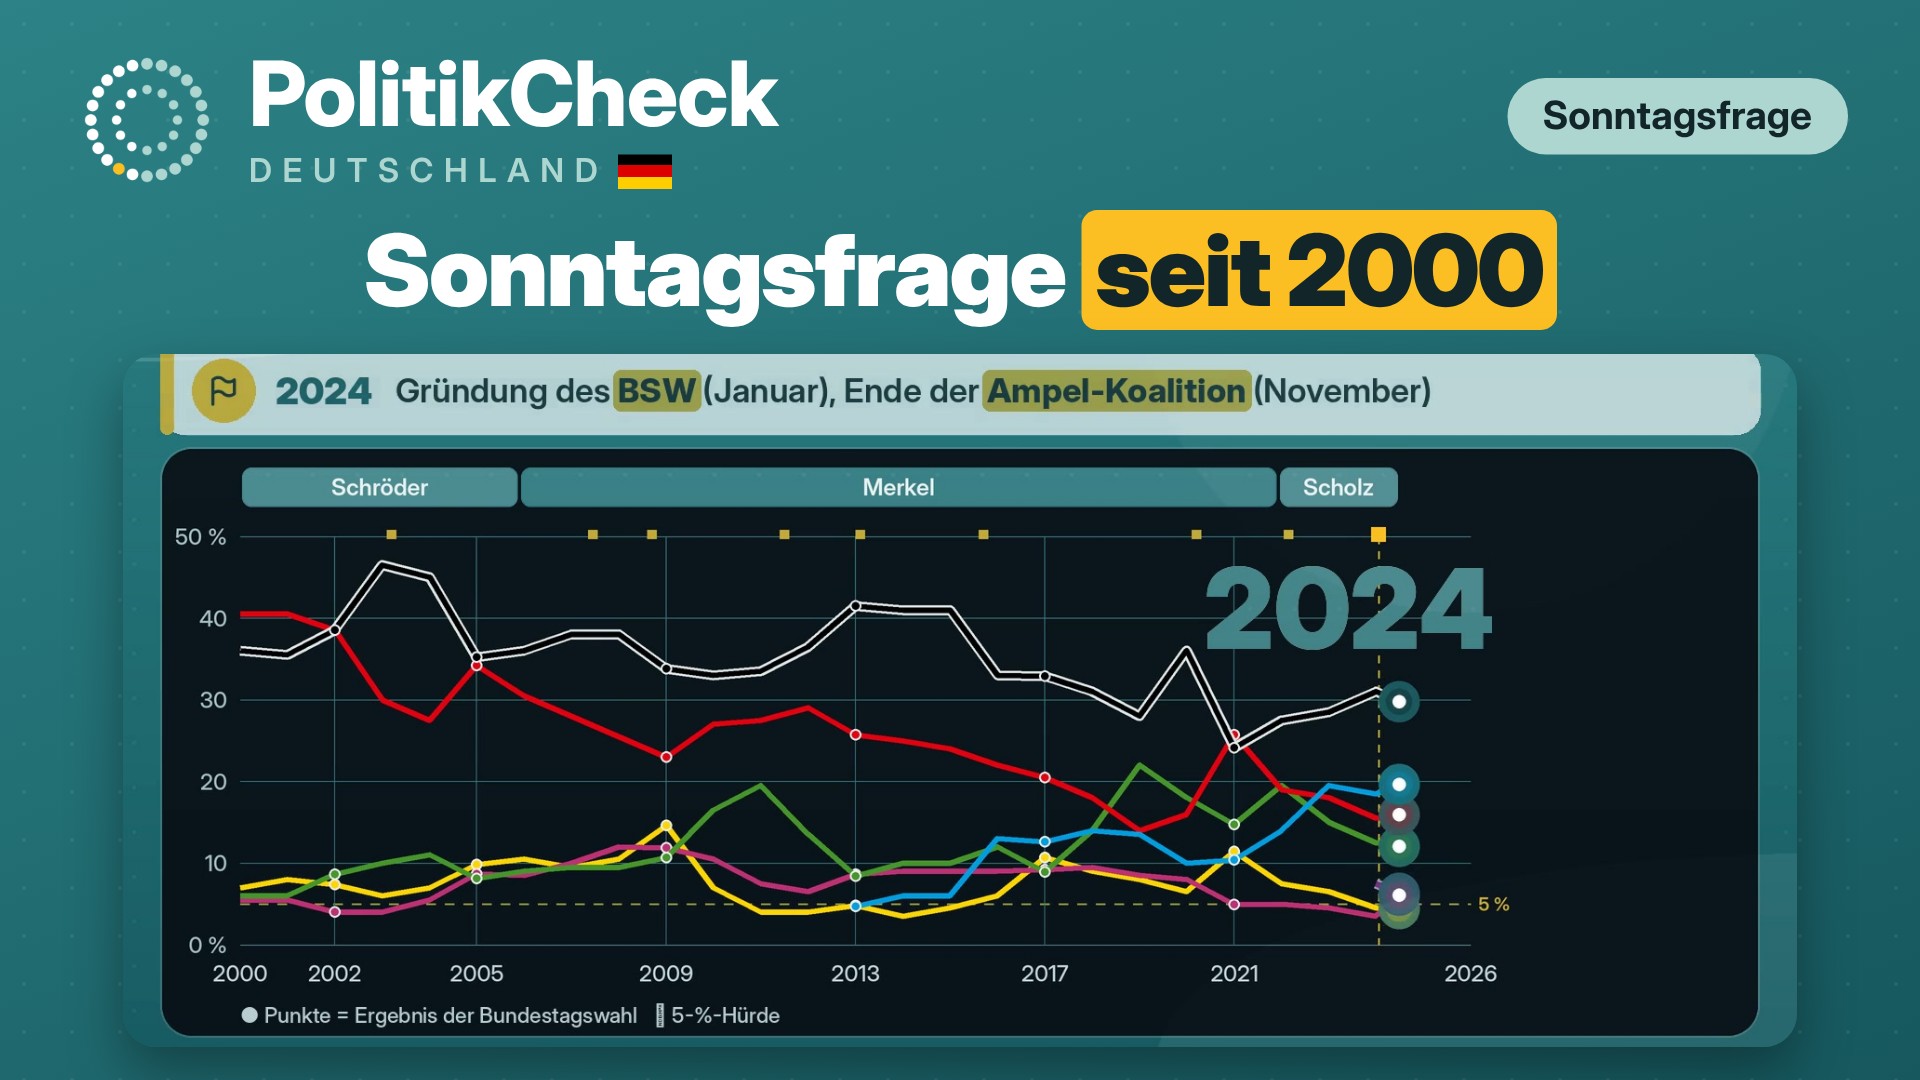 PolitikCheck
DEUTSCHLAND
Sonntagsfrage
Sonntagsfrage seit 2000
2024 Gründung des BSW (Januar), Ende der Ampel-Koalition (November)
Schröder Merkel Scholz
50 %
2024
40
30
20
10
5 %
0 %
2000 2002 2005 2009 2013 2017 2021 2026
Punkte = Ergebnis der Bundestagswahl 5-%-Hürde